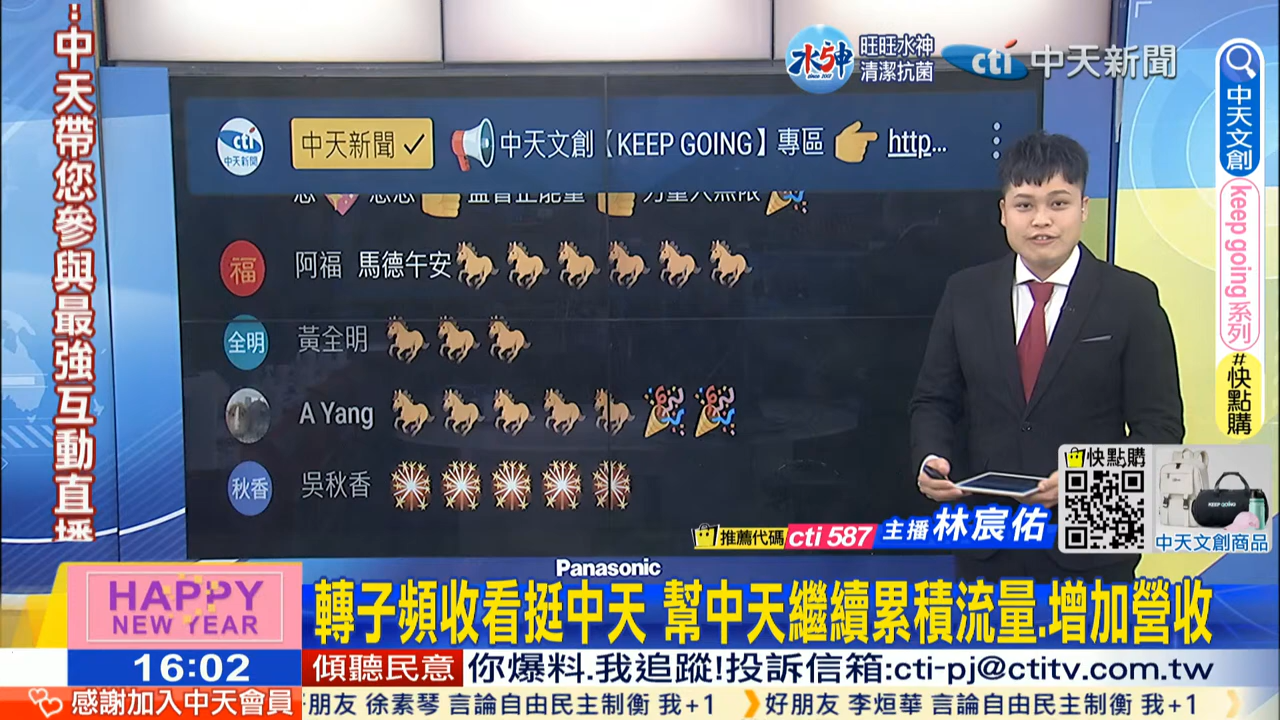 !中天帶您參與最強互動直播
水神
Since 2017
旺旺水神
清潔抗菌
cti 中天新聞
中天文創
keep going系列
#快點購
cti
中天新聞
中天新聞 ✓
中天文創【KEEP GOING】專區 http...
福
阿福 馬德午安
全明
黃全明
A Yang
秋香
吳秋香
推薦代碼 cti 587
主播 林宸佑
快點購
KEEP GOING
中天文創商品
Panasonic
HAPPY
NEW YEAR
轉子頻收看挺中天 幫中天繼續累積流量.增加營收
16:02
傾聽民意
你爆料.我追蹤!投訴信箱:cti-pj@ctitv.com.tw
感謝加入中天會員
好朋友 徐素琴 言論自由民主制衡 我+1 》好朋友 李烜華 言論自由民主制衡 我+1